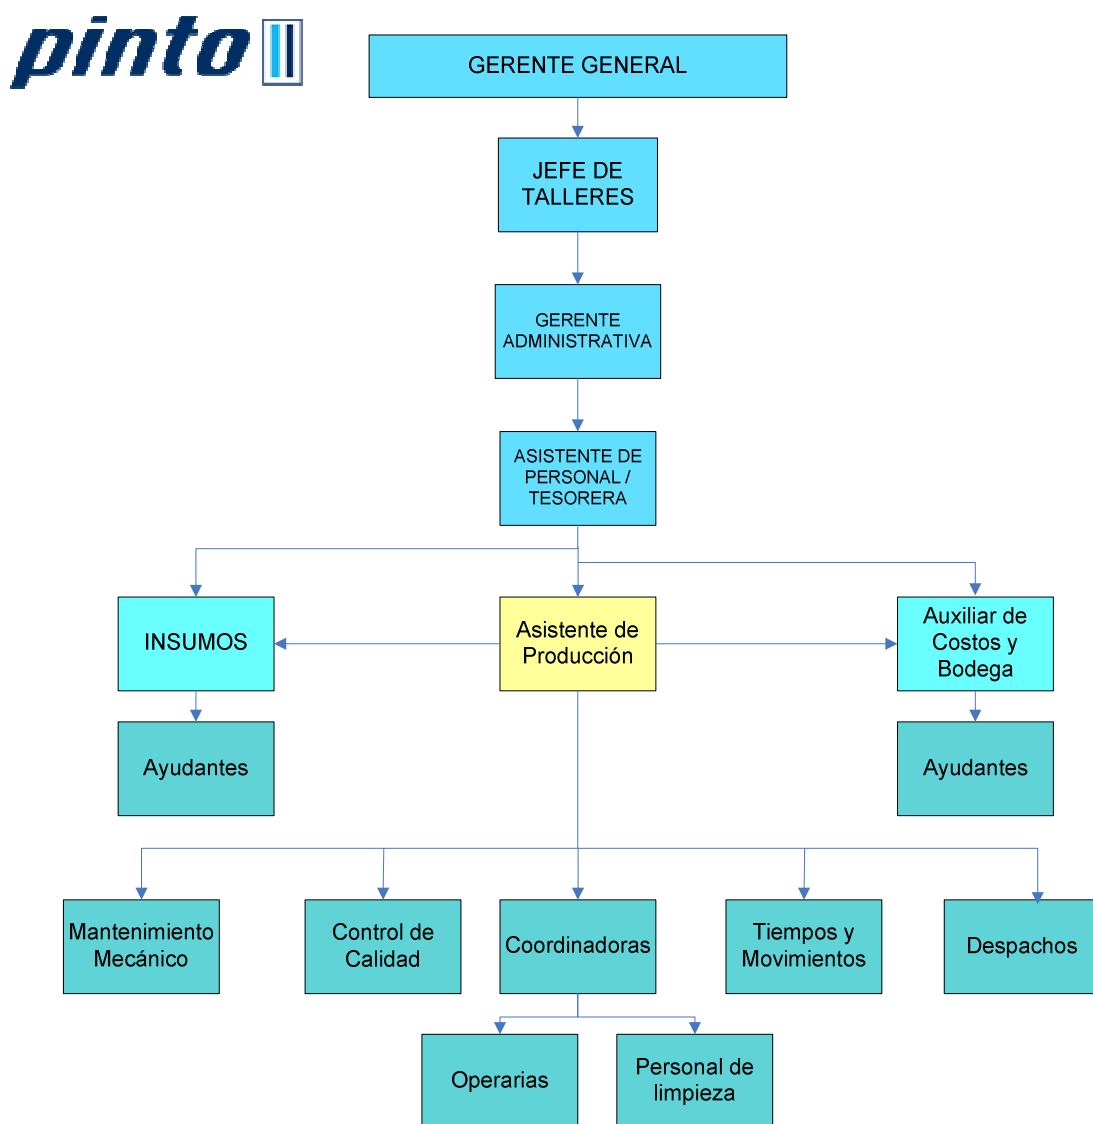 pinto
GERENTE GENERAL
JEFE DE
TALLERES
GERENTE
ADMINISTRATIVA
ASISTENTE DE
PERSONAL /
TESORERA
INSUMOS
Asistente de
Producción
Auxiliar de
Costos y
Bodega
Ayudantes
Ayudantes
Mantenimiento
Mecánico
Control de
Calidad
Coordinadoras
Tiempos y
Movimientos
Despachos
Operarias
Personal de
limpieza